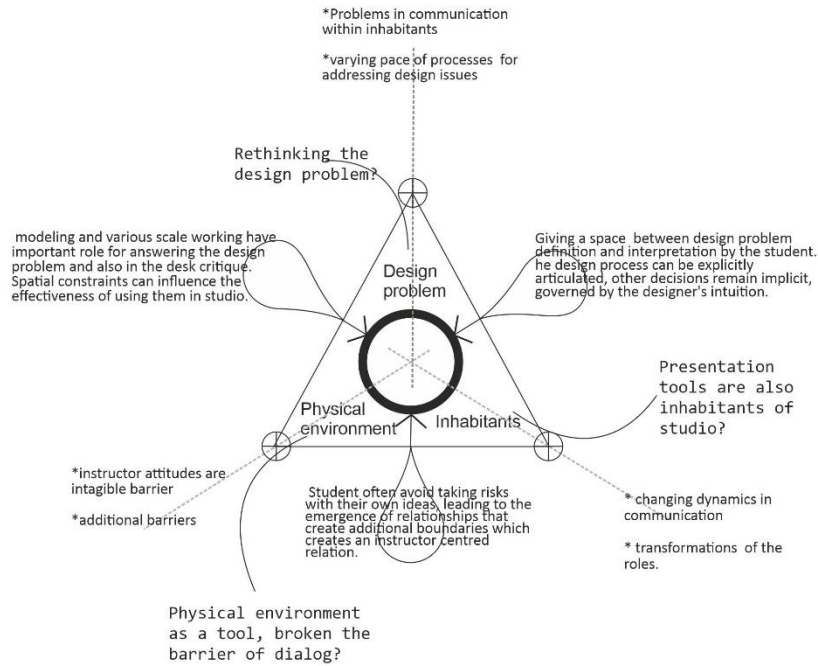 *Problems in communication
within inhabitants
*varying pace of processes for
addressing design issues
Rethinking the
design problem?
modeling and various scale working have
important role for answering the design
problem and also in the desk critique.
Spatial constraints can influence the
effectiveness of using them in studio.
Giving a space between design problem
definition and interpretation by the student.
he design process can be explicitly
articulated, other decisions remain implicit,
governed by the designer's intuition.
Design
problem
Presentation
tools are also
inhabitants of
studio?
Physical
environment
Inhabitants
*instructor attitudes are
intagible barrier
*additional barriers
Student often avoid taking risks
with their own ideas, leading to the
emergence of relationships that
create additional boundaries which
creates an instructor centred
relation.
* changing dynamics in
communication
* transformations of the
roles.
Physical environment
as a tool, broken the
barrier of dialog?